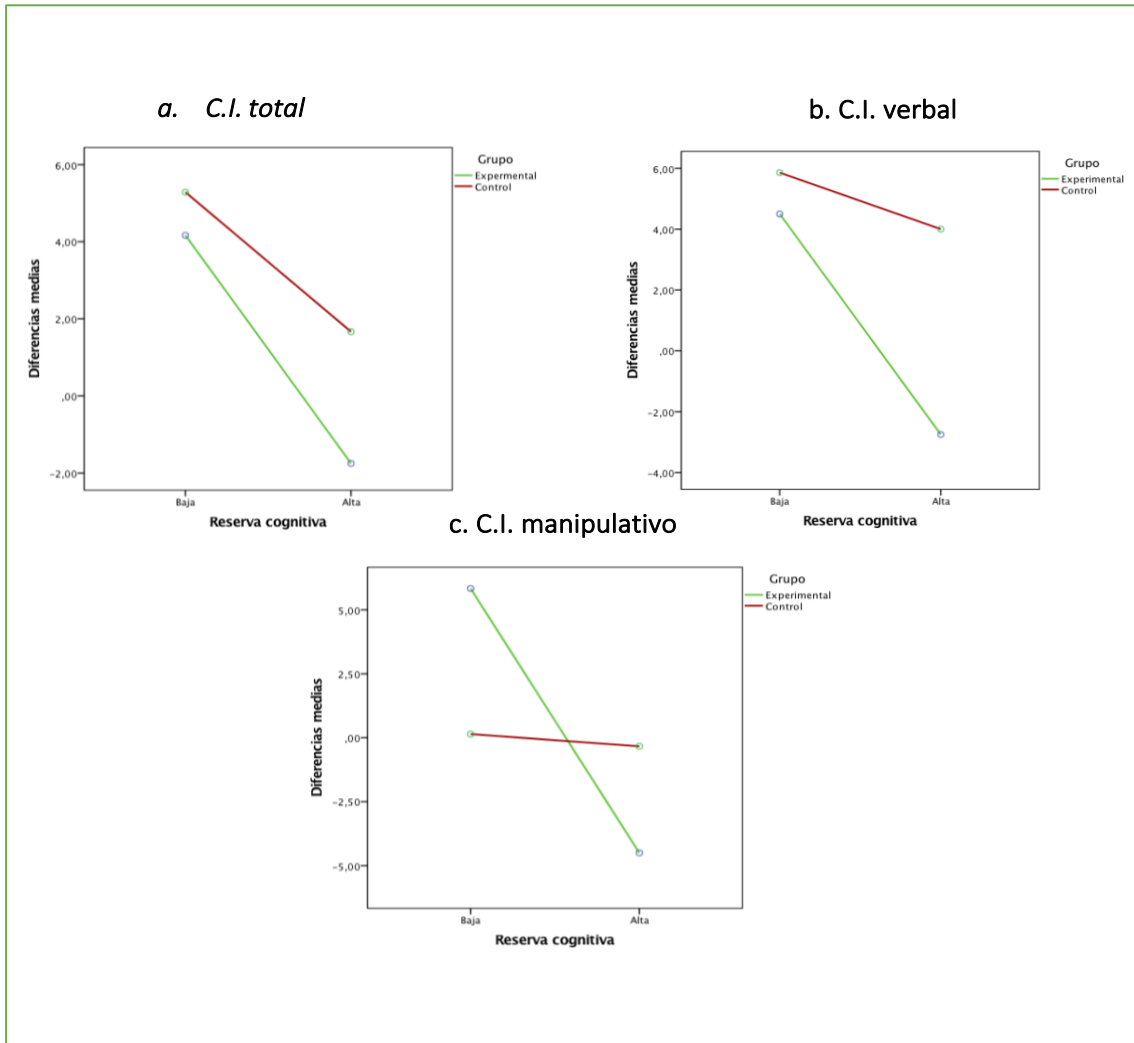 a. C.I. total
Grupo
Expermental
Control
6,00
4,00
2,00
,00
−2,00
Diferencias medias
Baja
Alta
Reserva cognitiva
b. C.I. verbal
Grupo
Experimental
Control
6,00
4,00
2,00
,00
−2,00
−4,00
Diferencias medias
Baja
Alta
Reserva cognitiva
c. C.I. manipulativo
Grupo
Experimental
Control
5,00
2,50
,00
−2,50
−5,00
Diferencias medias
Baja
Alta
Reserva cognitiva